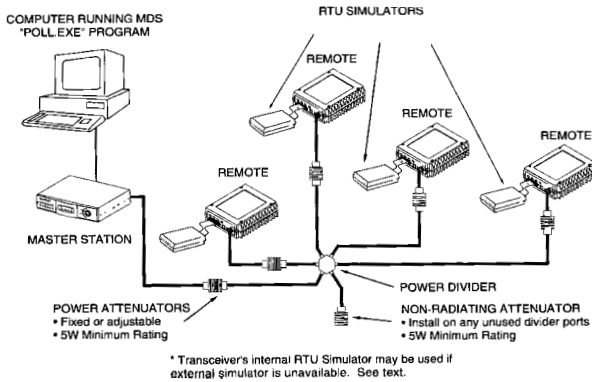 COMPUTER RUNNING MDS
"POLL.EXE" PROGRAM
RTU SIMULATORS
REMOTE
REMOTE
REMOTE
REMOTE
MASTER STATION
POWER DIVIDER
POWER ATTENUATORS
• Fixed or adjustable
• 5W Minimum Rating
NON-RADIATING ATTENUATOR
• Install on any unused divider ports
• 5W Minimum Rating
* Transceiver's internal RTU Simulator may be used if
external simulator is unavailable. See text.